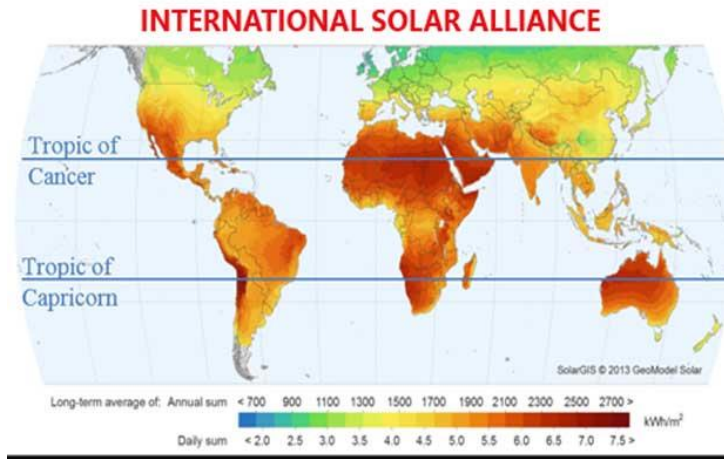 INTERNATIONAL SOLAR ALLIANCE
Tropic of
Cancer
Tropic of
Capricorn
SolarGIS © 2013 GeoModel Solar
Long-term average of: Annual sum < 700 900 1100 1300 1500 1700 1900 2100 2300 2500 2700 >
kWh/m²
Daily sum < 2.0 2.5 3.0 3.5 4.0 4.5 5.0 5.5 6.0 6.5 7.0 7.5 >